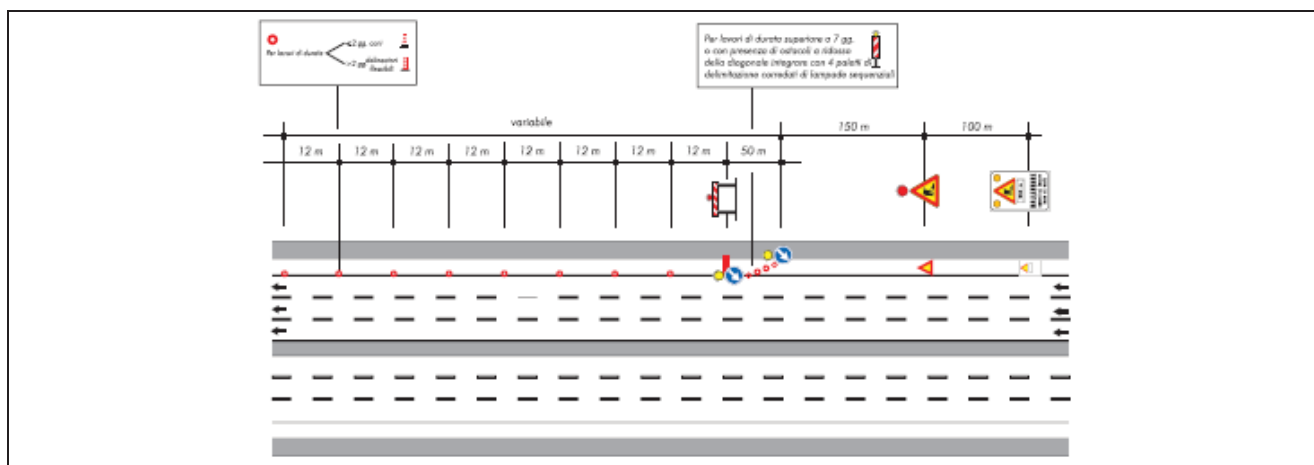 Per lavori di durata
≤2 gg. coni
>2 gg. delineatori
flessibili
Per lavori di durata superiore a 7 gg.
o con presenza di ostacoli a ridosso
della diagonale integrare con 4 paletti di
delimitazione corredati di lampade sequenziali
variabile
150 m
100 m
12 m
12 m
12 m
12 m
12 m
12 m
12 m
12 m
50 m